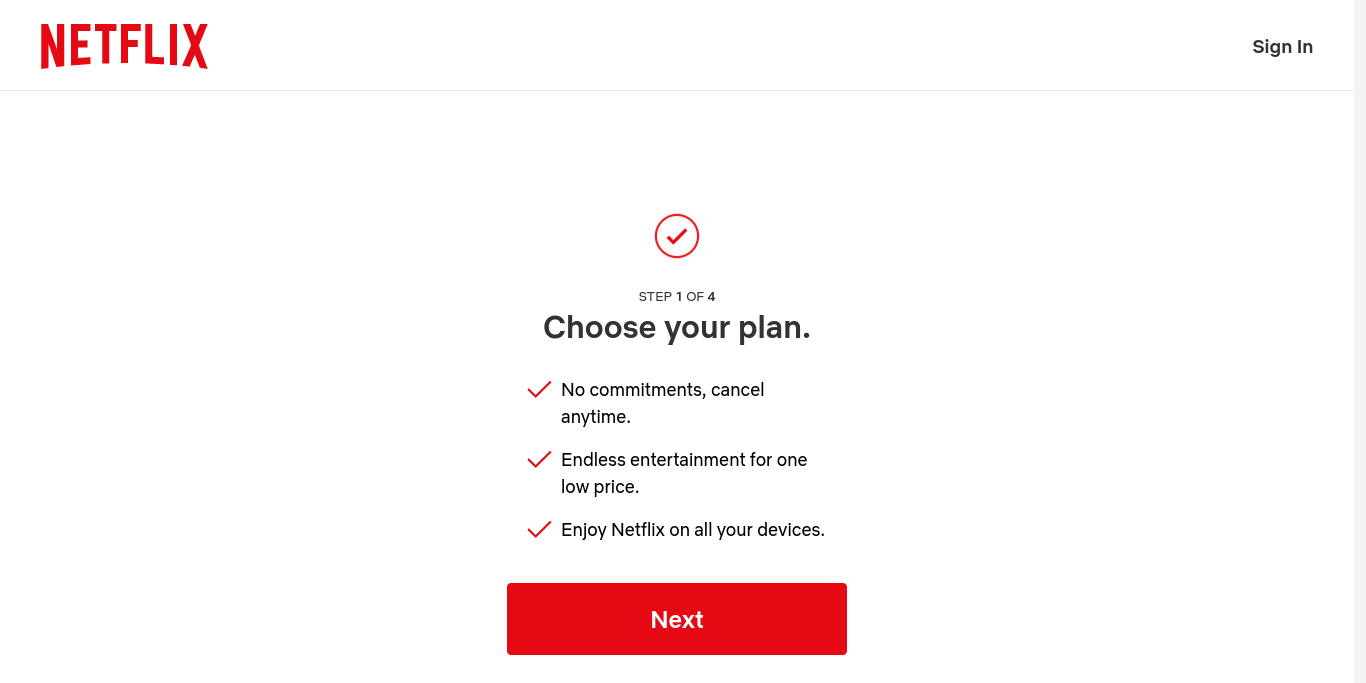 NETFLIX
Sign In
STEP 1 OF 4
Choose your plan.
No commitments, cancel
anytime.
Endless entertainment for one
low price.
Enjoy Netflix on all your devices.
Next